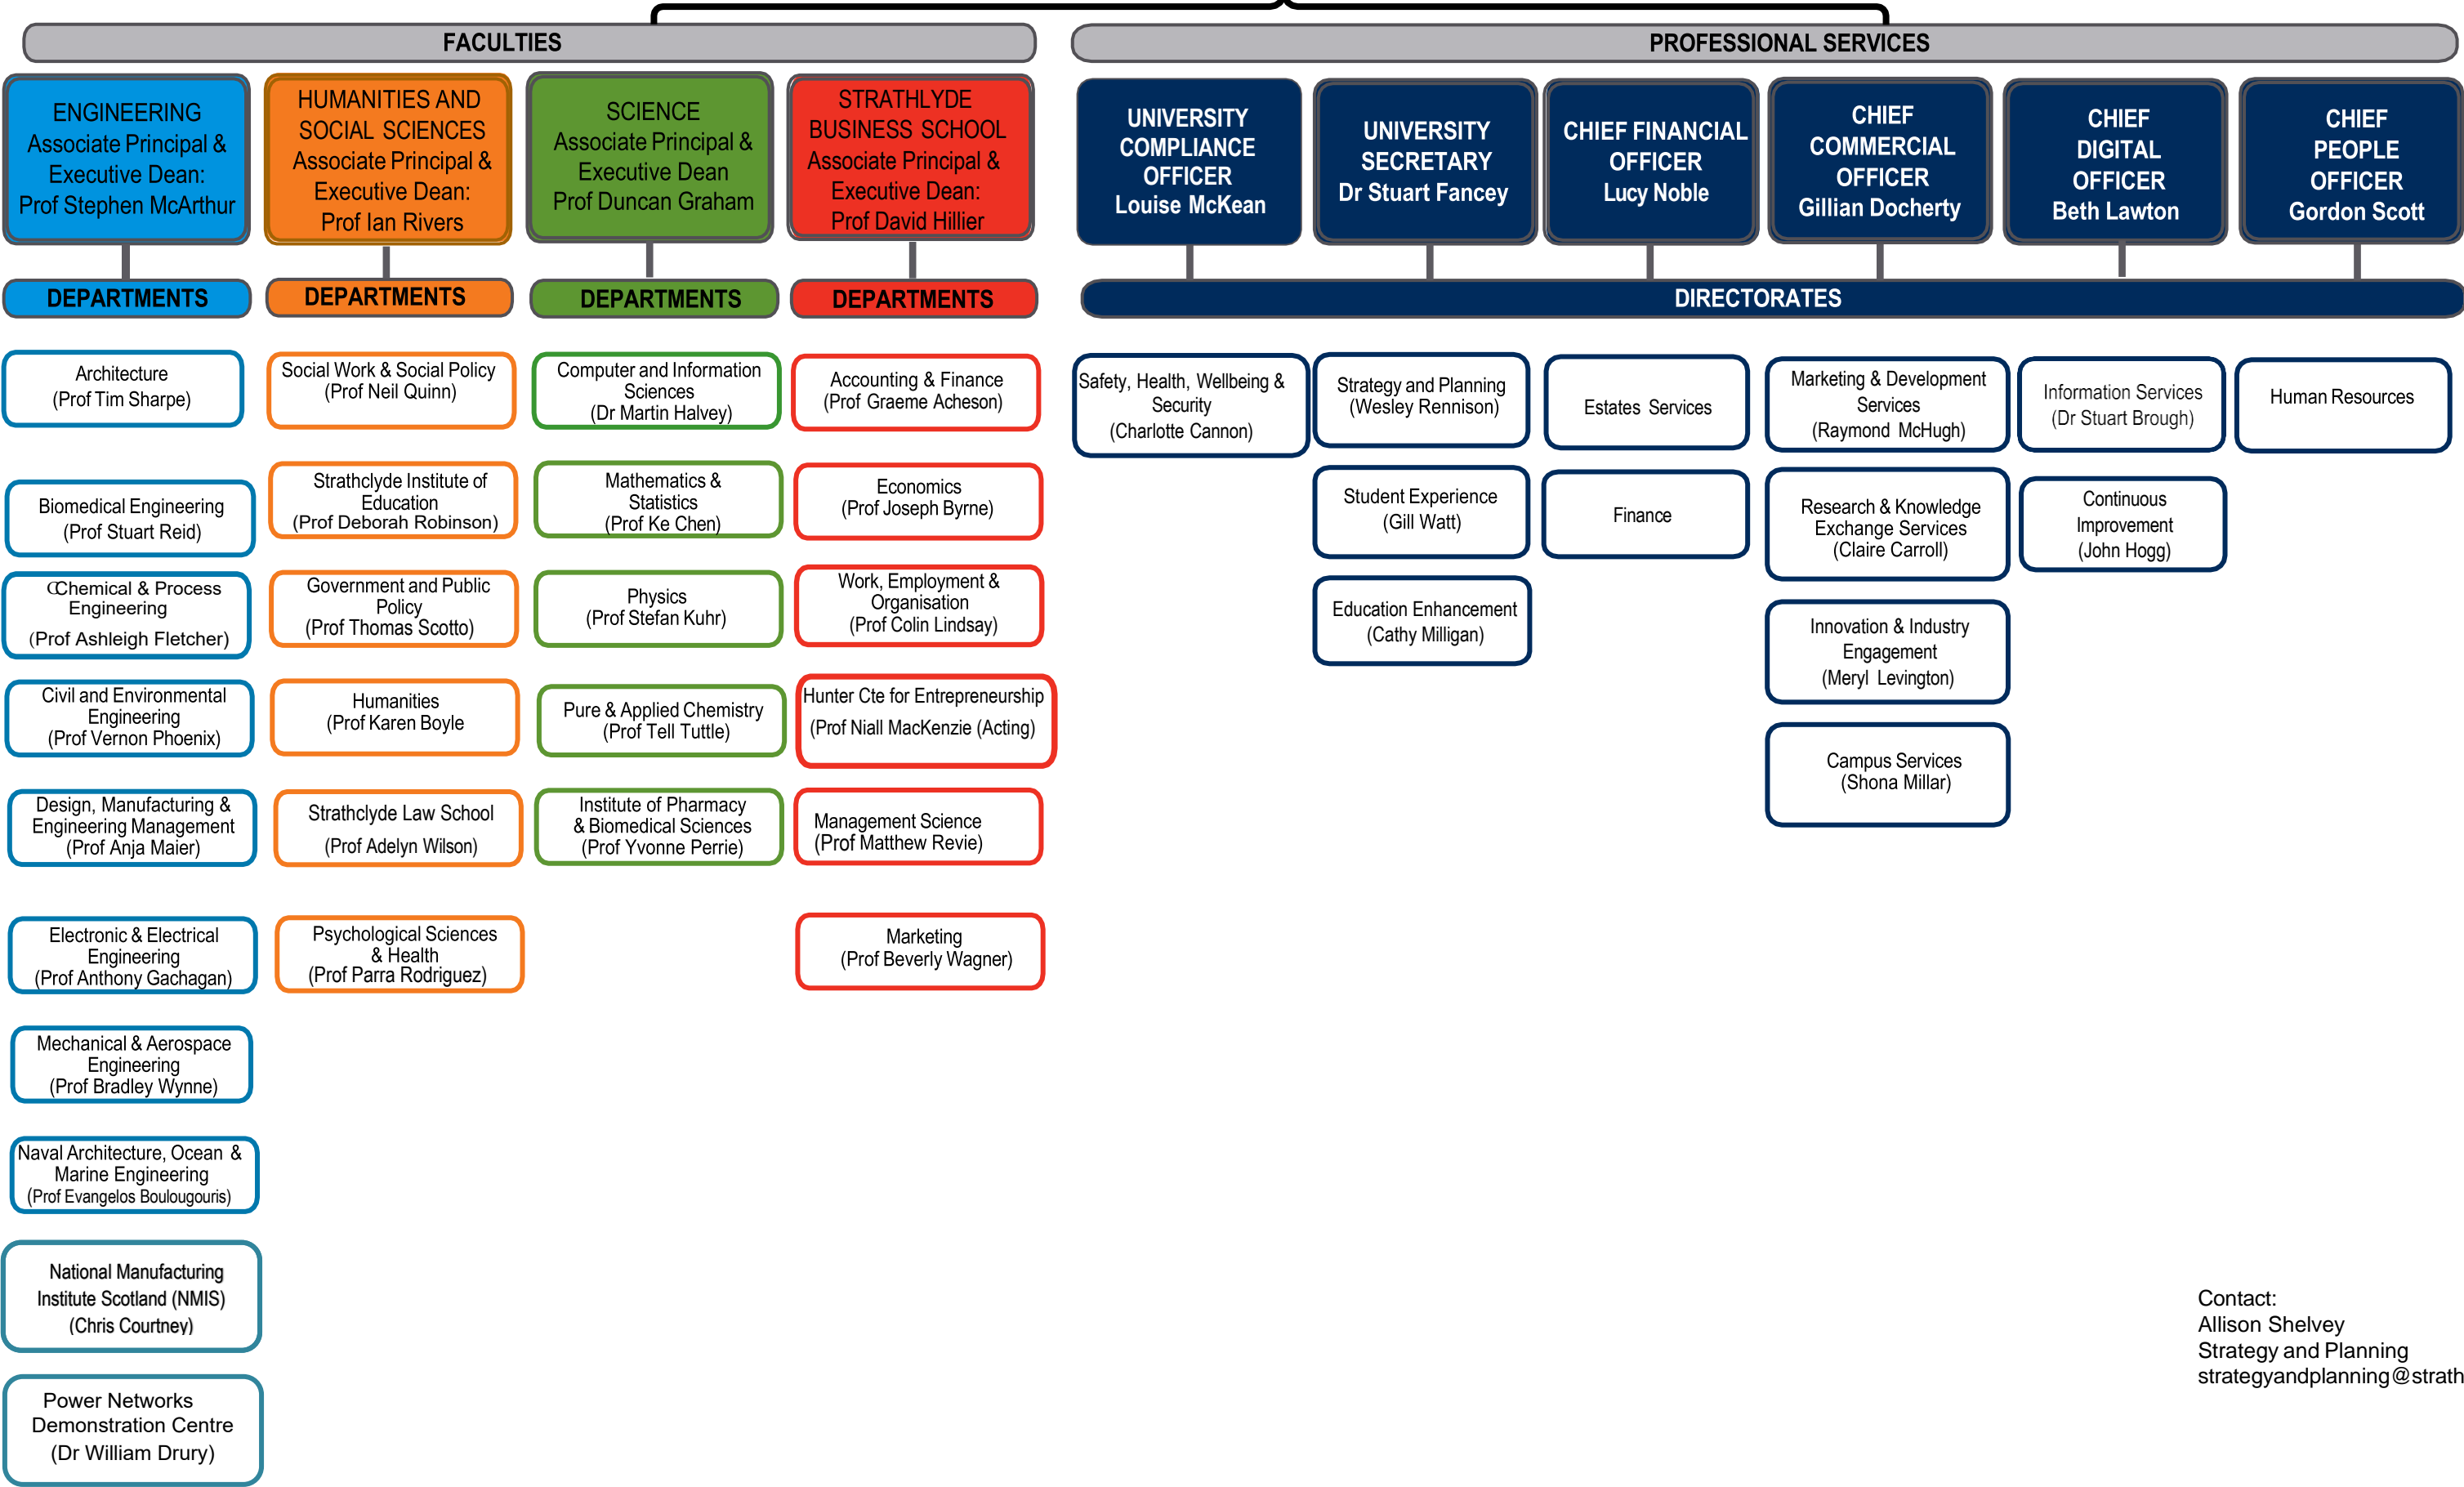 FACULTIES
PROFESSIONAL SERVICES
ENGINEERING
Associate Principal &
Executive Dean:
Prof Stephen McArthur
HUMANITIES AND
SOCIAL SCIENCES
Associate Principal &
Executive Dean:
Prof Ian Rivers
SCIENCE
Associate Principal &
Executive Dean
Prof Duncan Graham
STRATHLYDE
BUSINESS SCHOOL
Associate Principal &
Executive Dean:
Prof David Hillier
UNIVERSITY
COMPLIANCE
OFFICER
Louise McKean
UNIVERSITY
SECRETARY
Dr Stuart Fancey
CHIEF FINANCIAL
OFFICER
Lucy Noble
CHIEF
COMMERCIAL
OFFICER
Gillian Docherty
CHIEF
DIGITAL
OFFICER
Beth Lawton
CHIEF
PEOPLE
OFFICER
Gordon Scott
DEPARTMENTS
DEPARTMENTS
DEPARTMENTS
DEPARTMENTS
DIRECTORATES
Architecture
(Prof Tim Sharpe)
Biomedical Engineering
(Prof Stuart Reid)
CChemical & Process
Engineering
(Prof Ashleigh Fletcher)
Civil and Environmental
Engineering
(Prof Vernon Phoenix)
Design, Manufacturing &
Engineering Management
(Prof Anja Maier)
Electronic & Electrical
Engineering
(Prof Anthony Gachagan)
Mechanical & Aerospace
Engineering
(Prof Bradley Wynne)
Naval Architecture, Ocean &
Marine Engineering
(Prof Evangelos Boulougouris)
National Manufacturing
Institute Scotland (NMIS)
(Chris Courtney)
Power Networks
Demonstration Centre
(Dr William Drury)
Social Work & Social Policy
(Prof Neil Quinn)
Strathclyde Institute of
Education
(Prof Deborah Robinson)
Government and Public
Policy
(Prof Thomas Scotto)
Humanities
(Prof Karen Boyle
Strathclyde Law School
(Prof Adelyn Wilson)
Psychological Sciences
& Health
(Prof Parra Rodriguez)
Computer and Information
Sciences
(Dr Martin Halvey)
Mathematics &
Statistics
(Prof Ke Chen)
Physics
(Prof Stefan Kuhr)
Pure & Applied Chemistry
(Prof Tell Tuttle)
Institute of Pharmacy
& Biomedical Sciences
(Prof Yvonne Perrie)
Accounting & Finance
(Prof Graeme Acheson)
Economics
(Prof Joseph Byrne)
Work, Employment &
Organisation
(Prof Colin Lindsay)
Hunter Cte for Entrepreneurship
(Prof Niall MacKenzie (Acting)
Management Science
(Prof Matthew Revie)
Marketing
(Prof Beverly Wagner)
Safety, Health, Wellbeing &
Security
(Charlotte Cannon)
Strategy and Planning
(Wesley Rennison)
Student Experience
(Gill Watt)
Education Enhancement
(Cathy Milligan)
Estates Services
Finance
Marketing & Development
Services
(Raymond McHugh)
Research & Knowledge
Exchange Services
(Claire Carroll)
Innovation & Industry
Engagement
(Meryl Levington)
Campus Services
(Shona Millar)
Information Services
(Dr Stuart Brough)
Continuous
Improvement
(John Hogg)
Human Resources
Contact:
Allison Shelvey
Strategy and Planning
strategyandplanning@strath